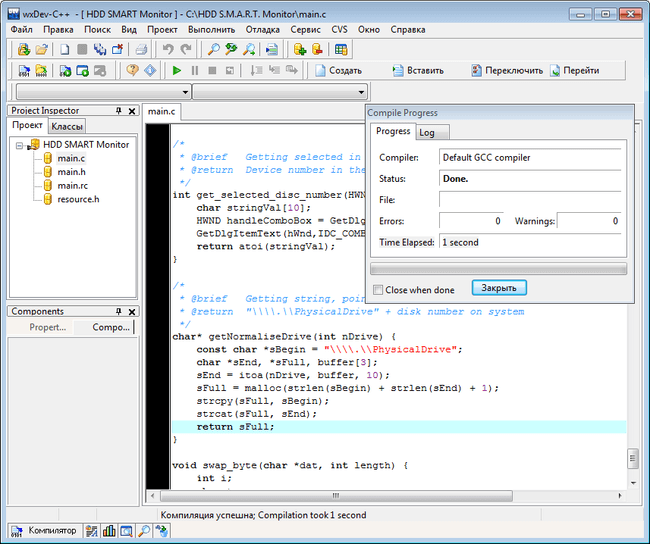 wxDev-C++ - [ HDD SMART Monitor ] - C:\HDD S.M.A.R.T. Monitor\main.c
Файл Правка Поиск Вид Проект Выполнить Отладка Сервис CVS Окно Справка
Создать Вставить Переключить Перейти
Project Inspector
Проект Классы
HDD SMART Monitor
main.c
main.h
main.rc
resource.h
Components
Propert... Compo...
main.c
/*
* @brief Getting selected in
* @return Device number in the
*/
int get_selected_disc_number(HWN
char stringVal[10];
HWND handleComboBox = GetDlg
GetDlgItemText(hWnd,IDC_COMB
return atoi(stringVal);
}
/*
* @brief Getting string, poin
* @return "\\\\.\\PhysicalDrive" + disk number on system
*/
char* getNormaliseDrive(int nDrive) {
const char *sBegin = "\\\\.\\PhysicalDrive";
char *sEnd, *sFull, buffer[3];
sEnd = itoa(nDrive, buffer, 10);
sFull = malloc(strlen(sBegin) + strlen(sEnd) + 1);
strcpy(sFull, sBegin);
strcat(sFull, sEnd);
return sFull;
}
void swap_byte(char *dat, int length) {
int i;
Compile Progress
Progress Log
Compiler: Default GCC compiler
Status: Done.
File:
Errors: 0 Warnings: 0
Time Elapsed: 1 second
Close when done Закрыть
Компиляция успешна; Compilation took 1 second
Компилятор